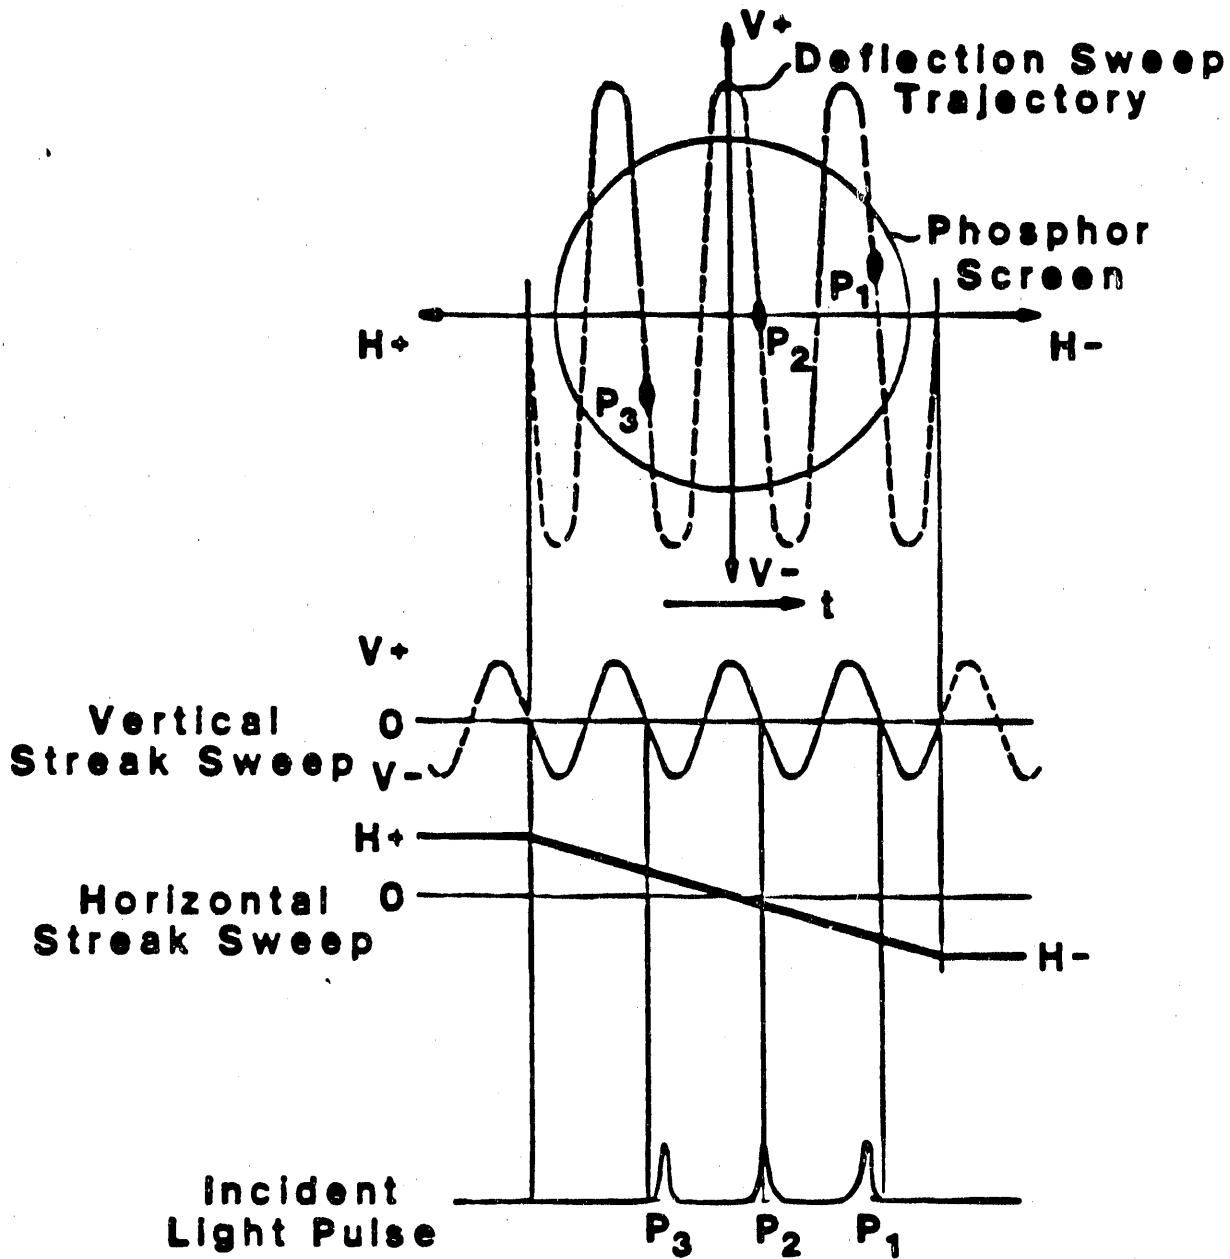 V+
Deflection Sweep
Trajectory
Phosphor
Screen
P1
H+
P2
H-
P3
V-
t
V+
Vertical
Streak Sweep
0
V-
H+
Horizontal
Streak Sweep
0
H-
Incident
Light Pulse
P3
P2
P1